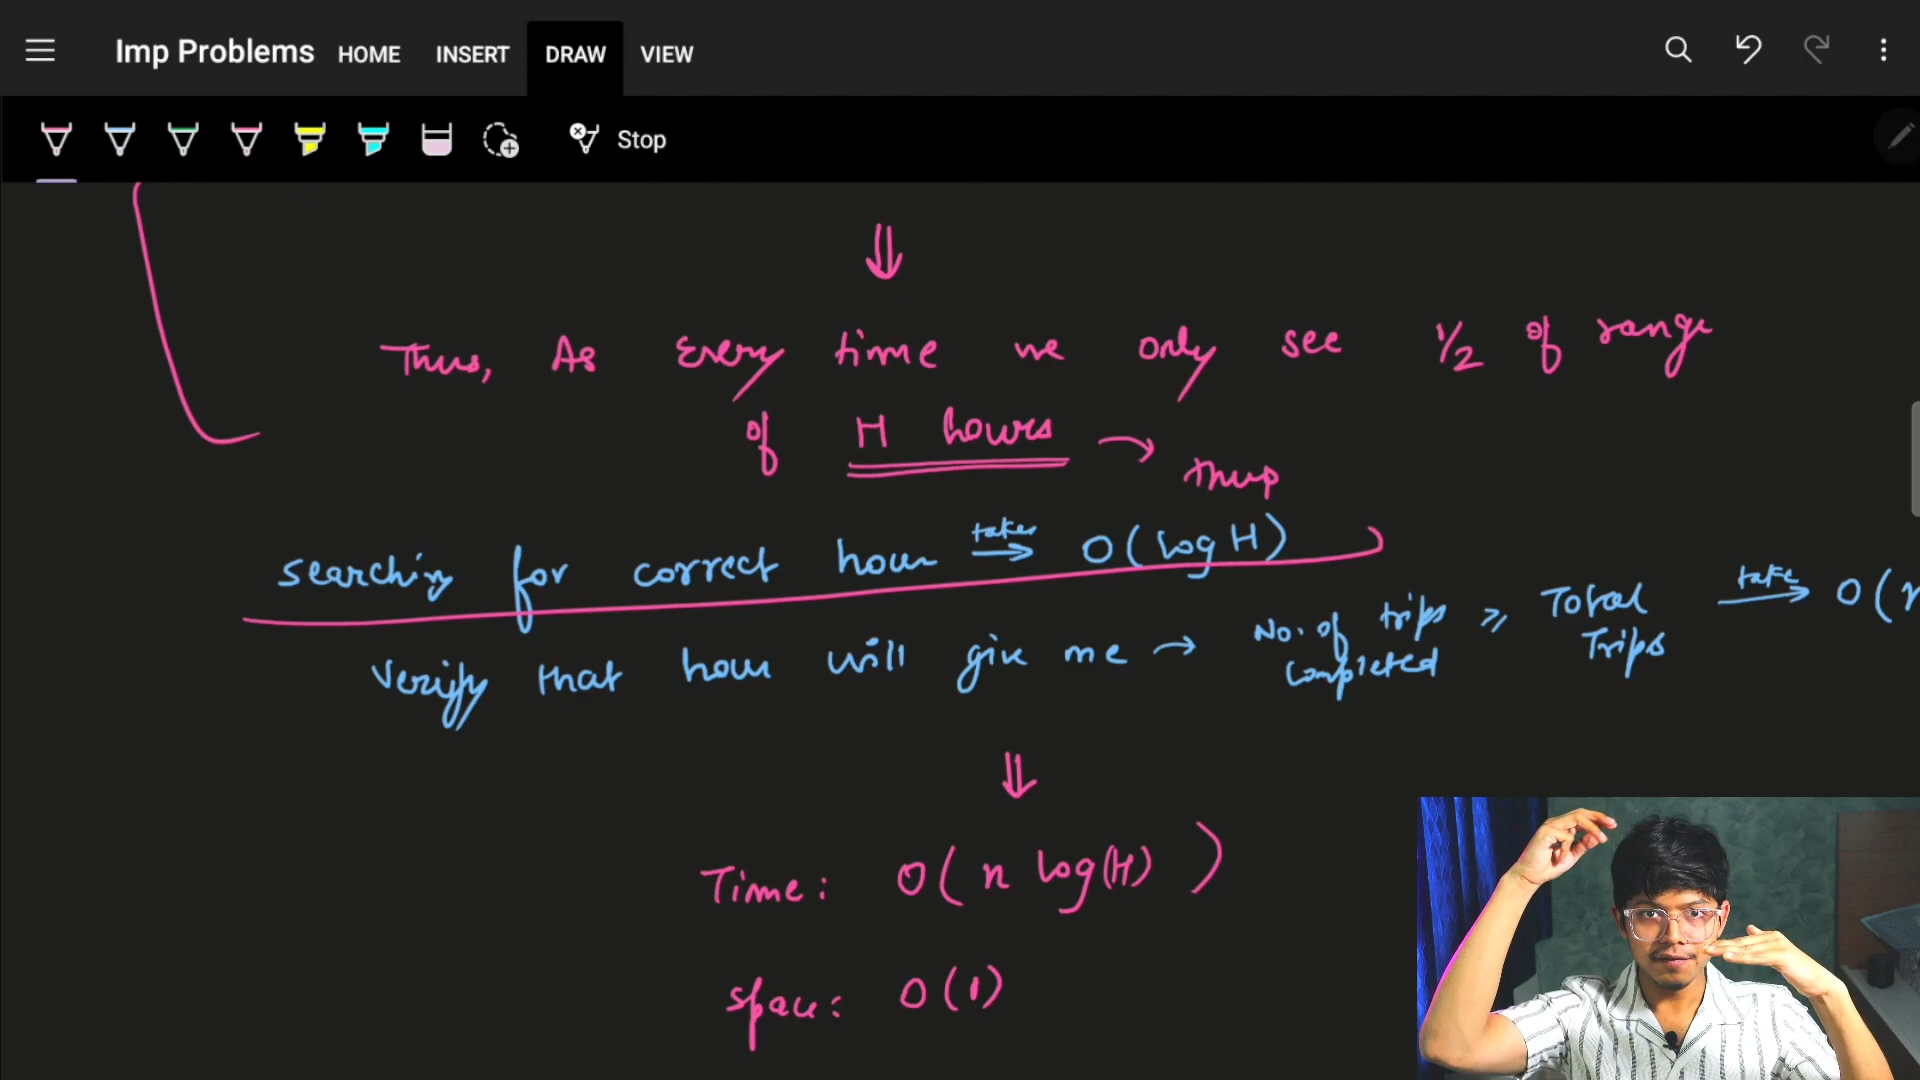 Imp Problems HOME INSERT DRAW VIEW
Stop
Thus, As Every time we only see 1/2 of range
of H hours →
thus
searching for correct hour takes → O(log H)
verify that hour will give me → No. of trips completed ≥ Total Trips take → O(n
Time: O(n log(H))
space: O(1)